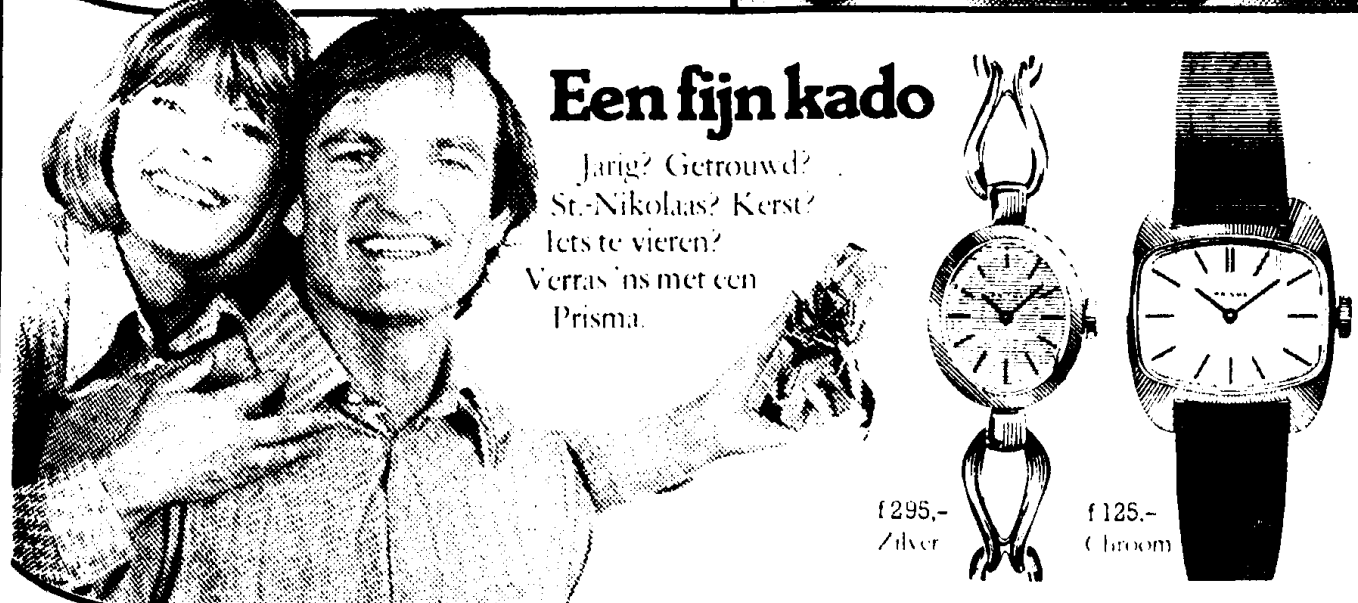 Een fijn kado
Jarig? Getrouwd?
St.-Nikolaas? Kerst?
Iets te vieren?
Verras 'ns met een
Prisma.
PRISMA
f 295,-
Zilver
f 125.-
Chroom